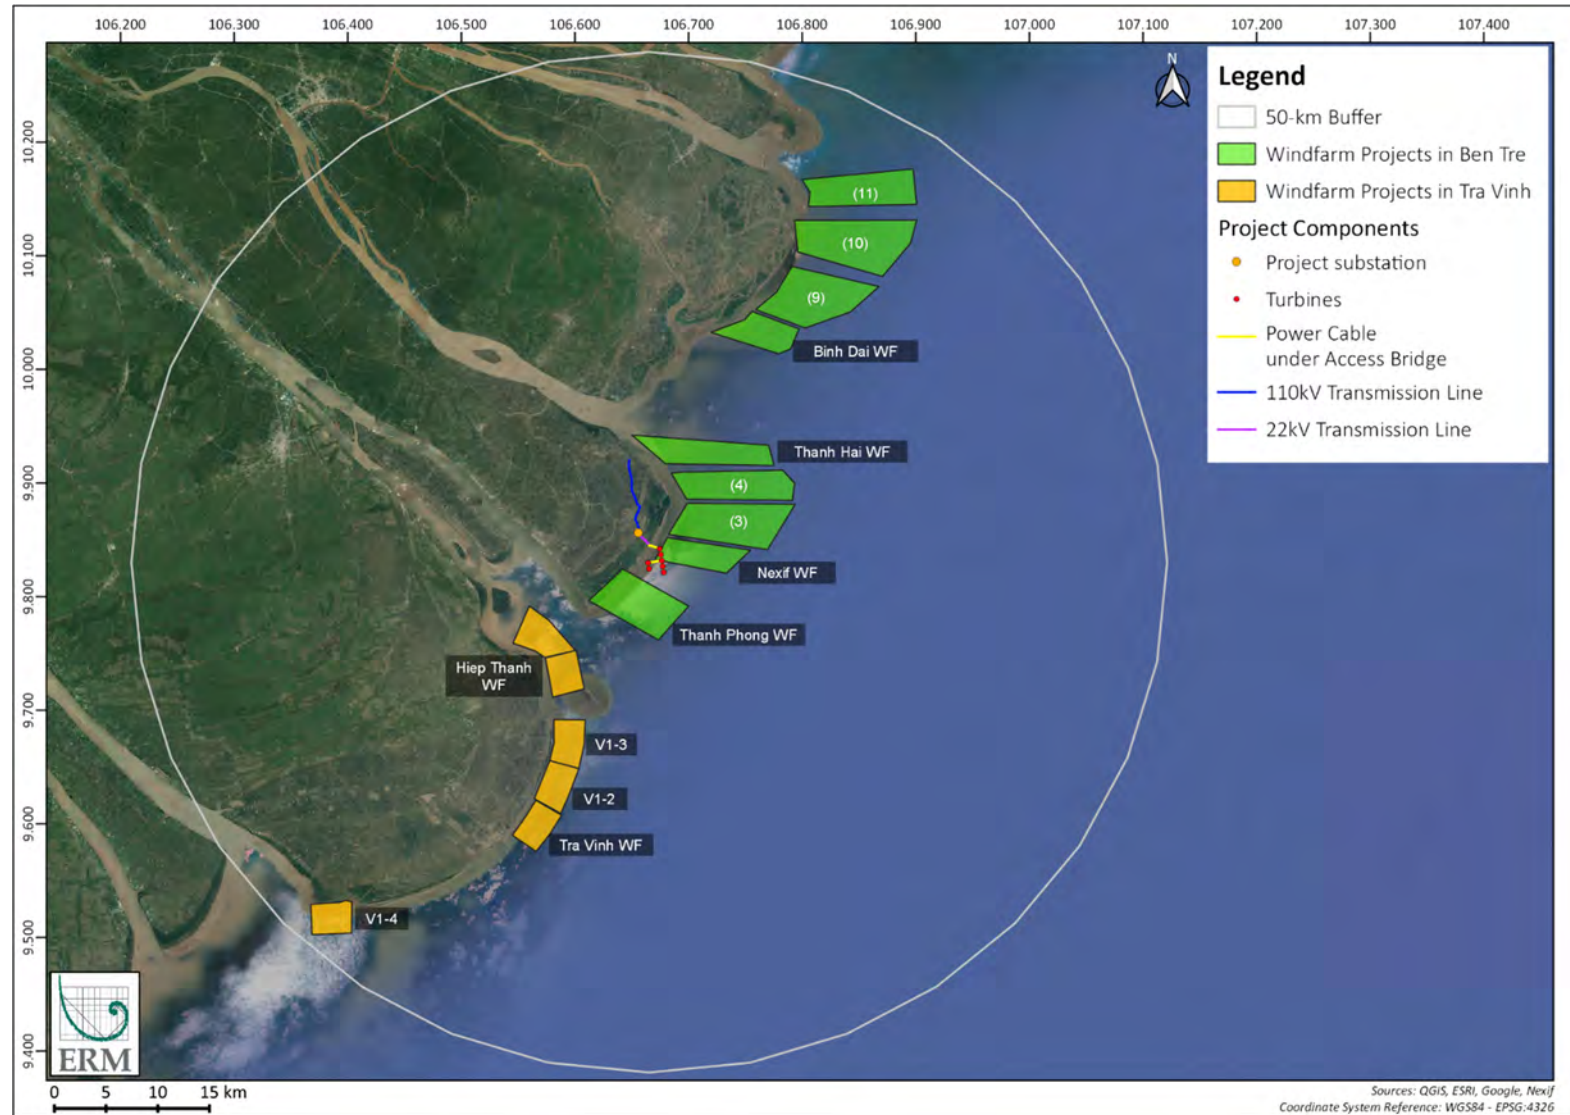 106.200 106.300 106.400 106.500 106.600 106.700 106.800 106.900 107.000 107.100 107.200 107.300 107.400
N
Legend
50-km Buffer
Windfarm Projects in Ben Tre
Windfarm Projects in Tra Vinh
Project Components
Project substation
Turbines
Power Cable
under Access Bridge
110kV Transmission Line
22kV Transmission Line
10.200
10.100
10.000
9.900
9.800
9.700
9.600
9.500
9.400
(11)
(10)
(9)
Binh Dai WF
Thanh Hai WF
(4)
(3)
Nexif WF
Thanh Phong WF
Hiep Thanh
WF
V1-3
V1-2
Tra Vinh WF
V1-4
ERM
0 5 10 15 km
Sources: QGIS, ESRI, Google, Nexif
Coordinate System Reference: WGS84 - EPSG:4326